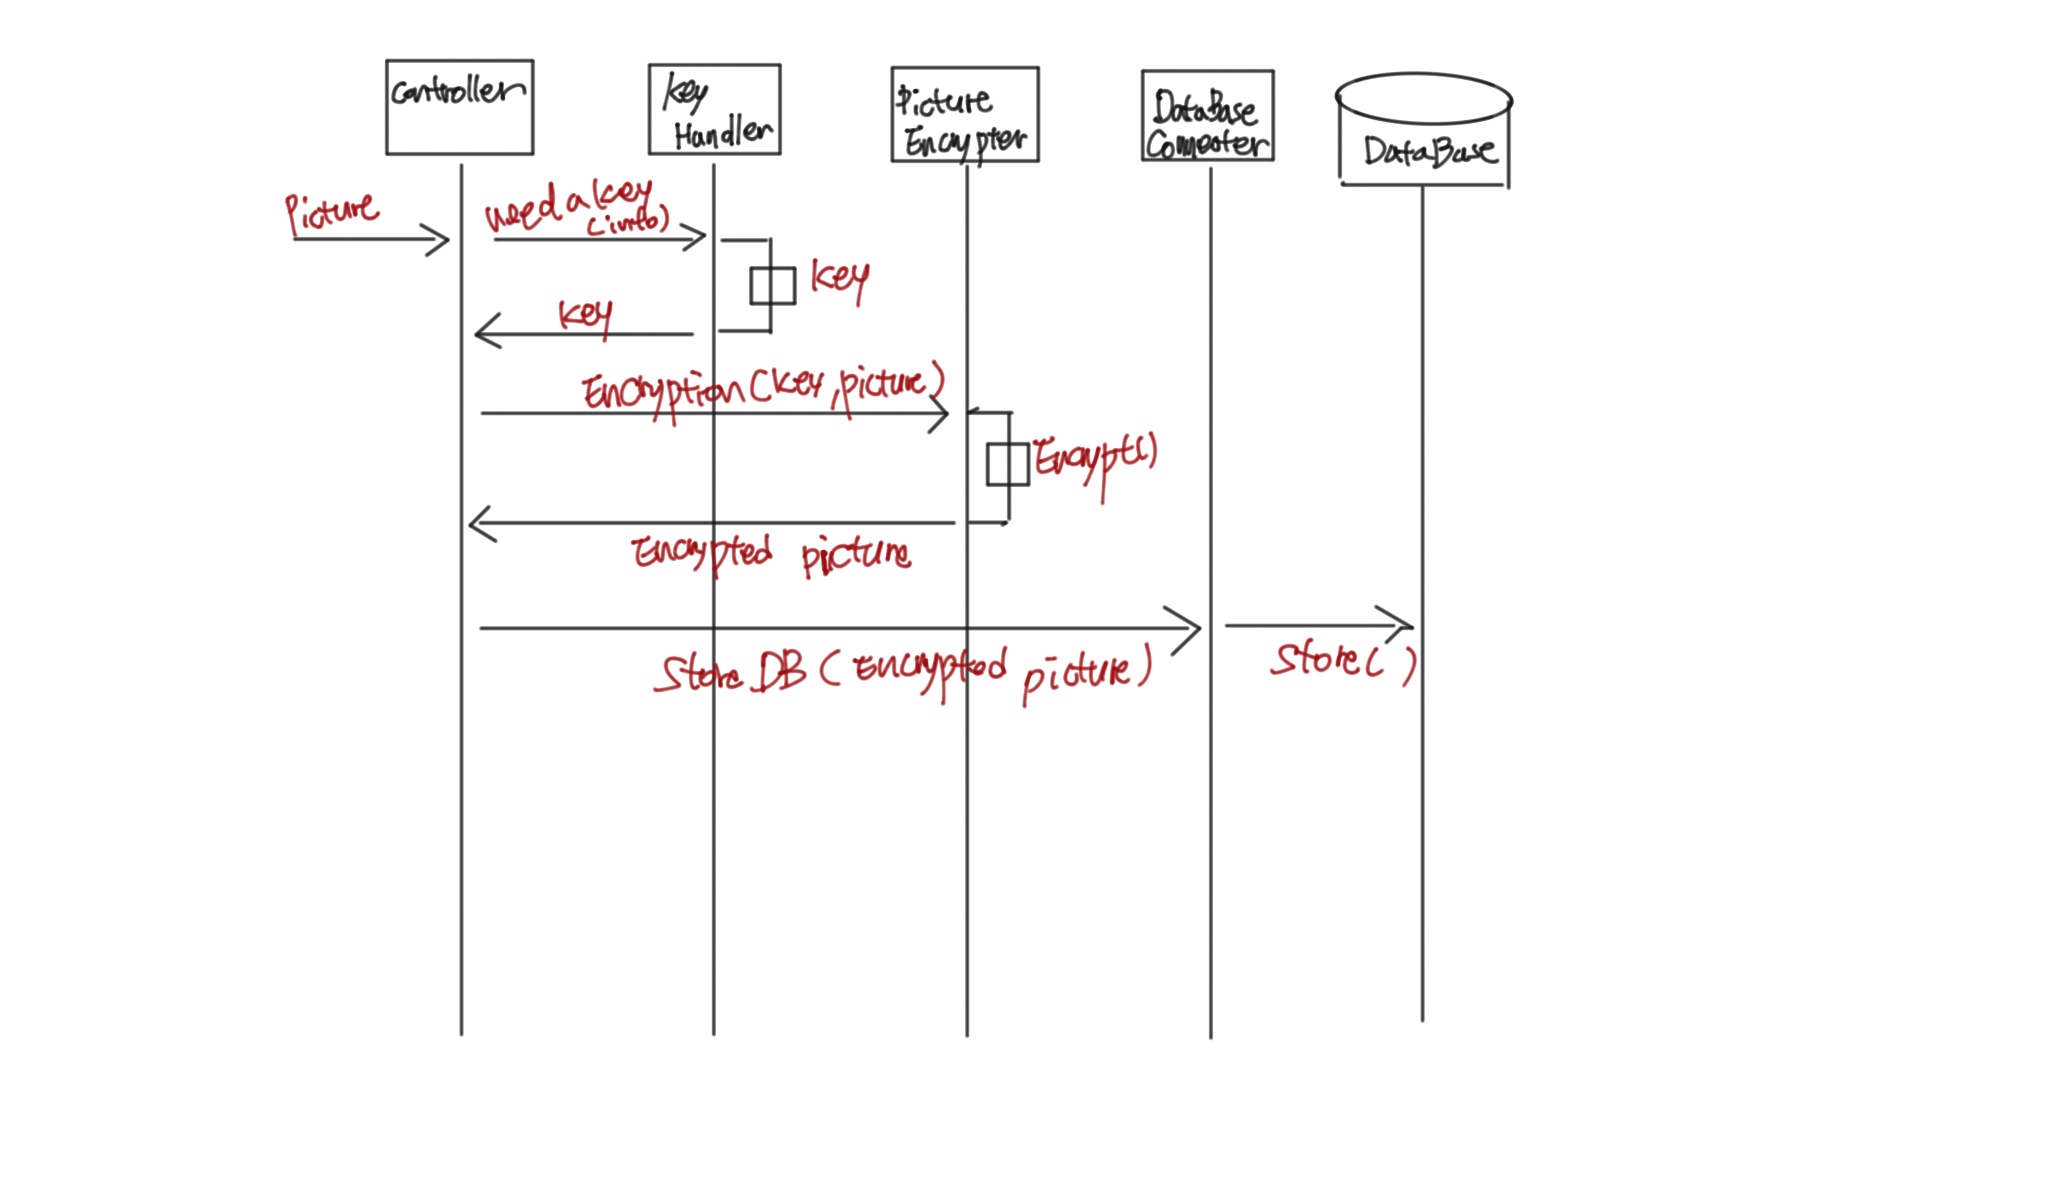 Controller
Key
Handler
Picture
Encrypter
DataBase
DataBase
Picture
need a key
(info)
key
key
Encryption (key, picture)
Encrypt()
Encrypted picture
Store DB (Encrypted picture)
Store( )